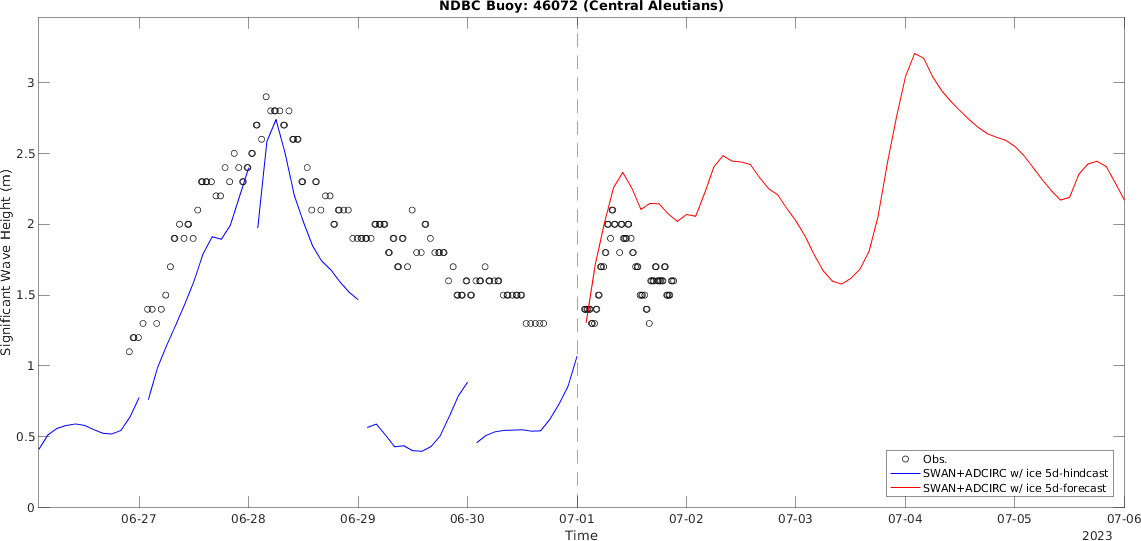 NDBC Buoy: 46072 (Central Aleutians)
Significant Wave Height (m)
3
2.5
2
1.5
1
0.5
0
Obs.
SWAN+ADCIRC w/ ice 5d-hindcast
SWAN+ADCIRC w/ ice 5d-forecast
06-27 06-28 06-29 06-30 07-01 07-02 07-03 07-04 07-05 07-06
Time
2023